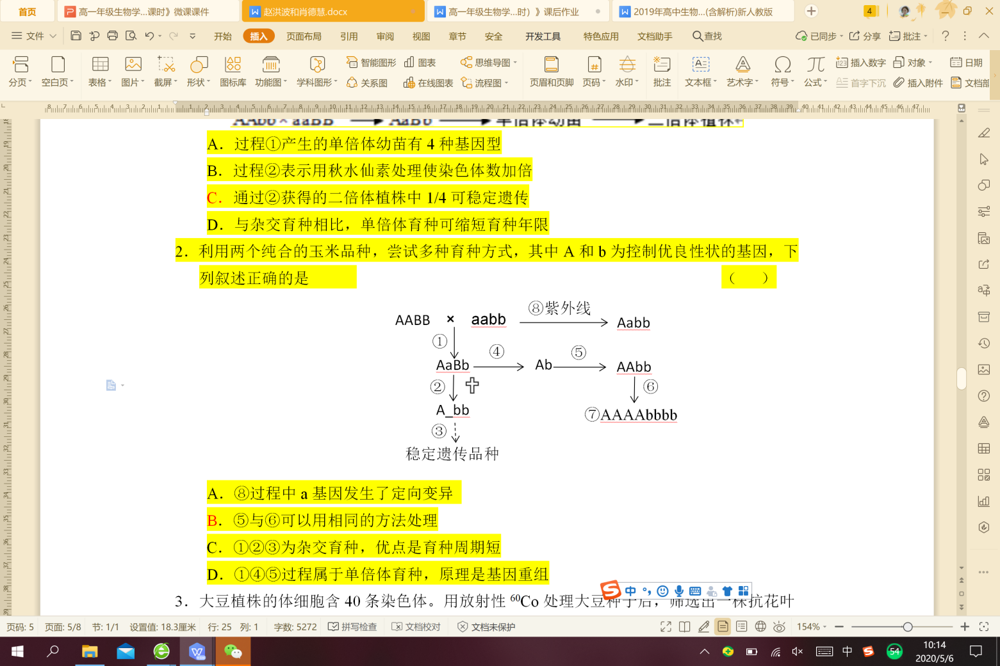 首页 高一年级生物学...课时》微课课件 赵洪波和肖德慧.docx 高一年级生物学...时）》课后作业 2019年高中生物...(含解析)新人教版 4
文件 开始 插入 页面布局 引用 审阅 视图 章节 安全 开发工具 特色应用 文档助手 查找 已同步 分享 批注
智能图形 图表 思维导图 插入数字 对象 日期
分页 空白页 表格 图片 截屏 形状 图标库 功能图 学科图形 关系图 在线图表 流程图 页眉和页脚 页码 水印 批注 文本框 艺术字 符号 公式 首字下沉 插入附件 文档部
AAbb×aaBB AaBb 单倍体幼苗 二倍体植株
A．过程①产生的单倍体幼苗有 4 种基因型
B．过程②表示用秋水仙素处理使染色体数加倍
C．通过②获得的二倍体植株中 1/4 可稳定遗传
D．与杂交育种相比，单倍体育种可缩短育种年限
2．利用两个纯合的玉米品种，尝试多种育种方式，其中 A 和 b 为控制优良性状的基因，下
列叙述正确的是 （ ）
⑧紫外线
AABB × aabb Aabb
①
④ ⑤
AaBb Ab AAbb
② ⑥
A_bb ⑦AAAAbbbb
③
稳定遗传品种
A．⑧过程中 a 基因发生了定向变异
B．⑤与⑥可以用相同的方法处理
C．①②③为杂交育种，优点是育种周期短
D．①④⑤过程属于单倍体育种，原理是基因重组
中
3．大豆植株的体细胞含 40 条染色体。用放射性 ⁶⁰Co 处理大豆种子后，筛选出一株抗花叶
页码: 5 页面: 5/8 节: 1/1 设置值: 18.3厘米 行: 25 列: 1 字数: 5272 拼写检查 文档校对 文档未保护 154%
中 54 10:14
2020/5/6